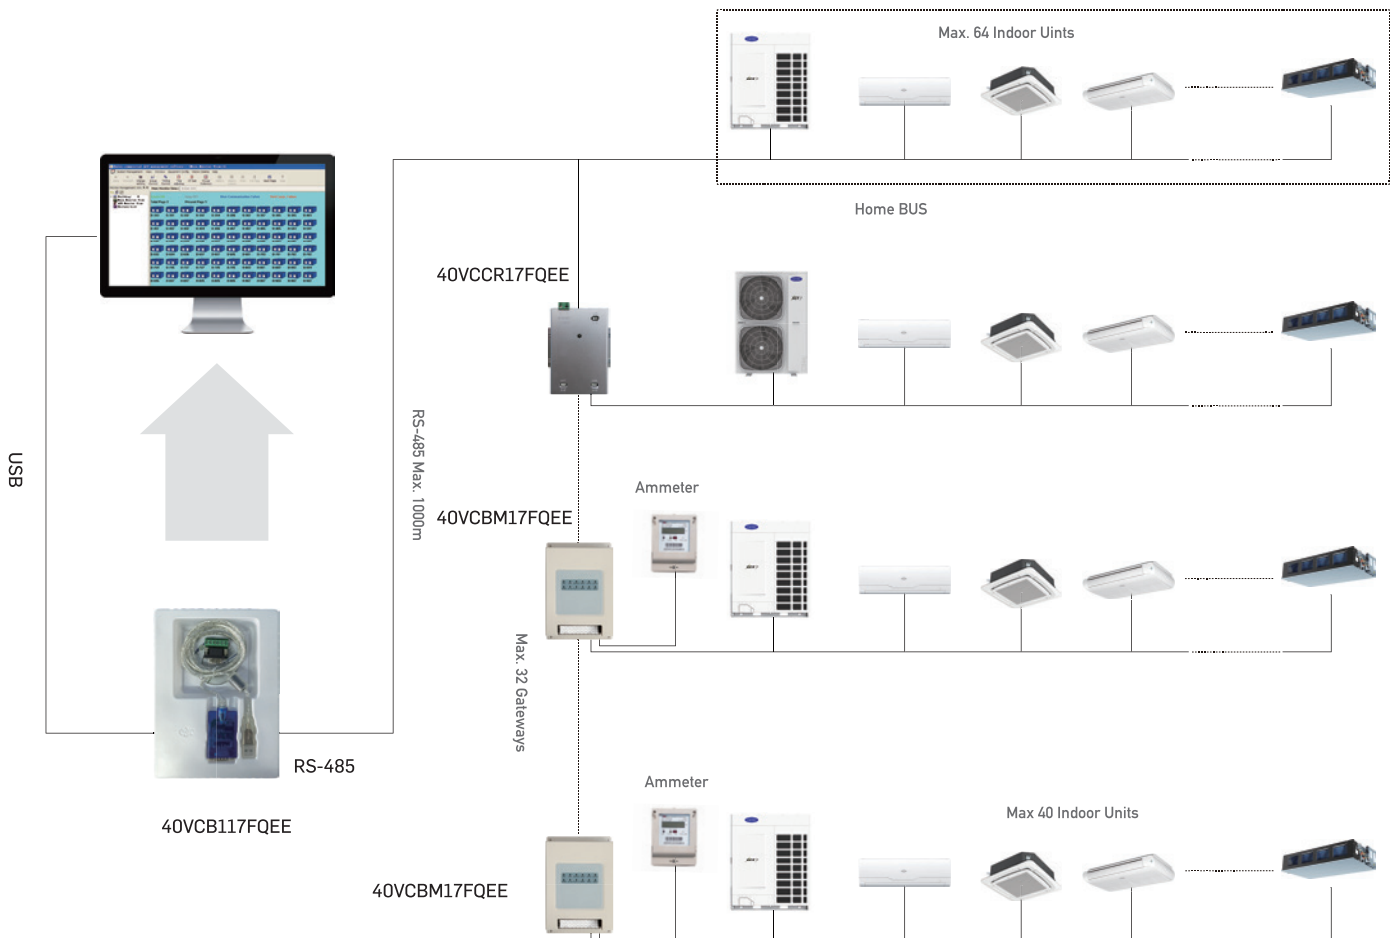 Max. 64 Indoor Uints
Home BUS
40VCCR17FQEE
USB
RS-485 Max. 1000m
Ammeter
40VCBM17FQEE
Max. 32 Gateways
RS-485
40VCB117FQEE
Ammeter
Max 40 Indoor Units
40VCBM17FQEE